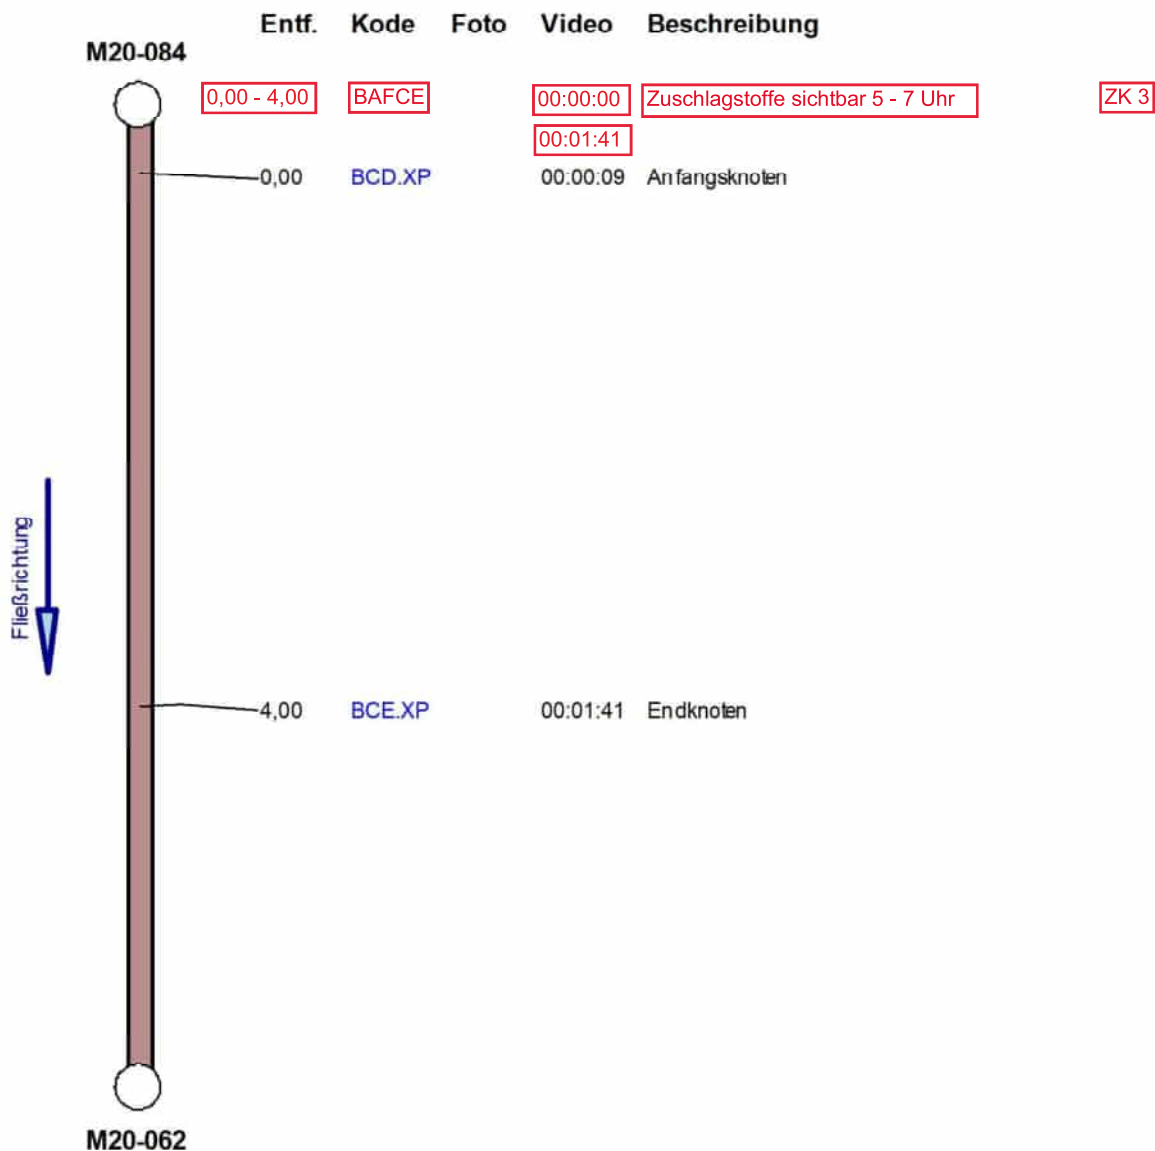 Entf. Kode Foto Video Beschreibung
M20-084
0,00 - 4,00 BAFCE 00:00:00 Zuschlagstoffe sichtbar 5 - 7 Uhr ZK 3
00:01:41
0,00 BCD.XP 00:00:09 Anfangsknoten
Fließrichtung
4,00 BCE.XP 00:01:41 Endknoten
M20-062